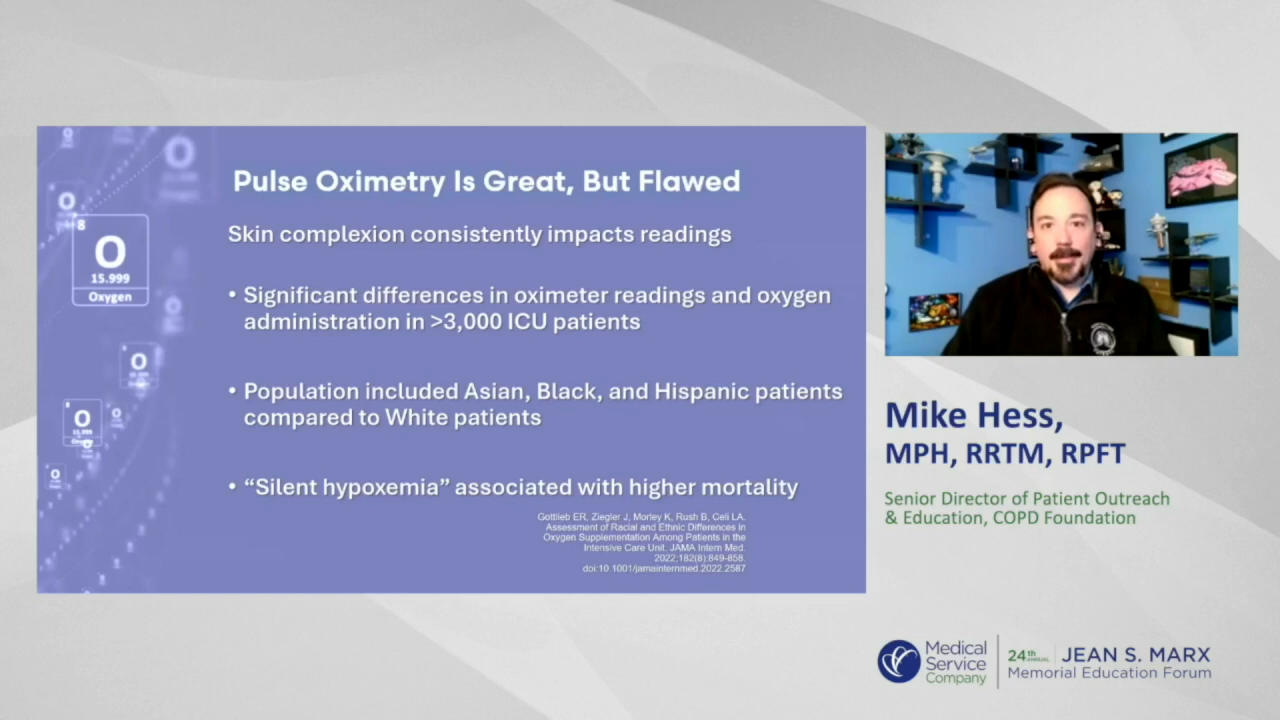 Pulse Oximetry Is Great, But Flawed
Skin complexion consistently impacts readings
• Significant differences in oximeter readings and oxygen
administration in >3,000 ICU patients
• Population included Asian, Black, and Hispanic patients
compared to White patients
• “Silent hypoxemia” associated with higher mortality
Gottlieb ER, Ziegler J, Morley K, Rush B, Celi LA.
Assessment of Racial and Ethnic Differences in
Oxygen Supplementation Among Patients in the
Intensive Care Unit. JAMA Intern Med.
2022;182(8):849-858.
doi:10.1001/jamainternmed.2022.2587
O
O
8
O
15.999
Oxygen
O
O
O
O
15.999
O
O
O
O
O
Mike Hess,
MPH, RRTM, RPFT
Senior Director of Patient Outreach
& Education, COPD Foundation
Medical
Service
Company
24th ANNUAL JEAN S. MARX
Memorial Education Forum